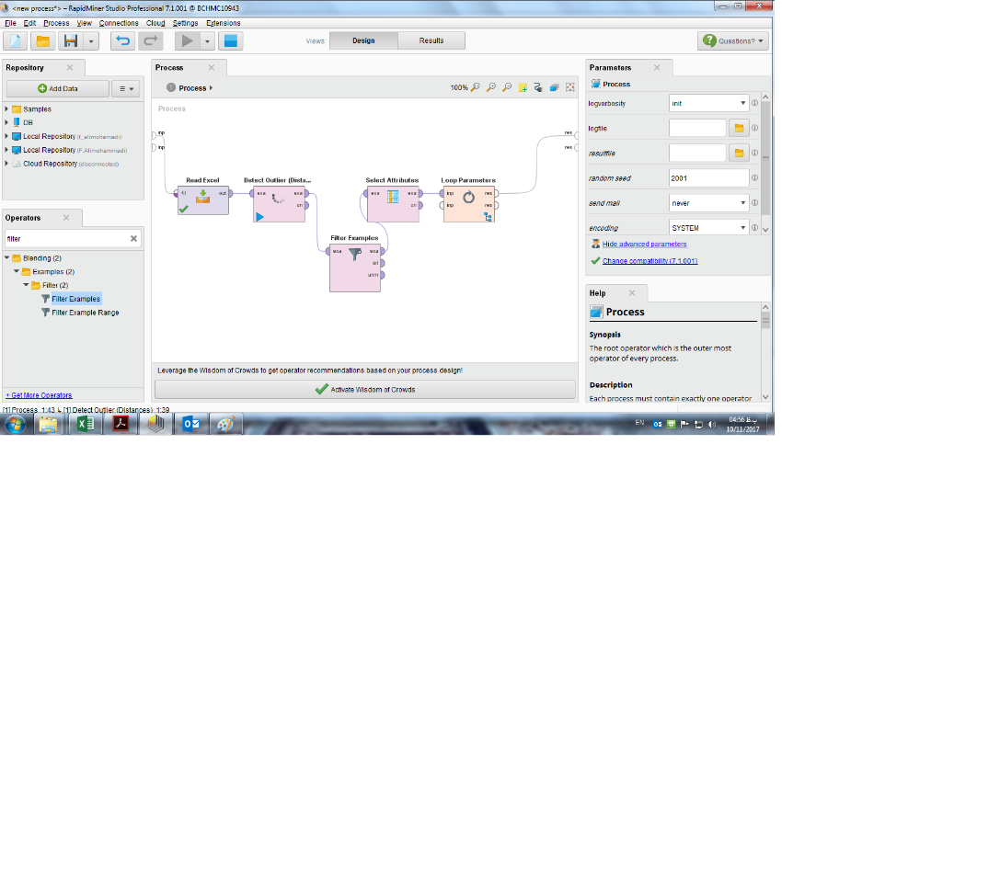 <new process*> – RapidMiner Studio Professional 7.1.001 @ BCHMC10943
File Edit Process View Connections Cloud Settings Extensions
Views: Design Results Questions?
Repository
Add Data
Samples
DB
Local Repository (f_alimohamadi)
Local Repository (F.Alimohammadi)
Cloud Repository (disconnected)
Operators
filter
Blending (2)
Examples (2)
Filter (2)
Filter Examples
Filter Example Range
+ Get More Operators
Process
Process
100%
Process
inp
inp
res
res
Read Excel
fil out
Detect Outlier (Dista...
exa exa
ori
Filter Examples
exa exa
ori
unm
Select Attributes
exa exa
ori
Loop Parameters
inp res
inp res
Leverage the Wisdom of Crowds to get operator recommendations based on your process design!
Activate Wisdom of Crowds
Parameters
Process
logverbosity init
logfile
resultfile
random seed 2001
send mail never
encoding SYSTEM
Hide advanced parameters
Change compatibility (7.1.001)
Help
Process
Synopsis
The root operator which is the outer most
operator of every process.
Description
Each process must contain exactly one operator
[1] Process 1:43 ↳ [1] Detect Outlier (Distances) 1:39
EN
04:56 ب.ظ
10/11/2017